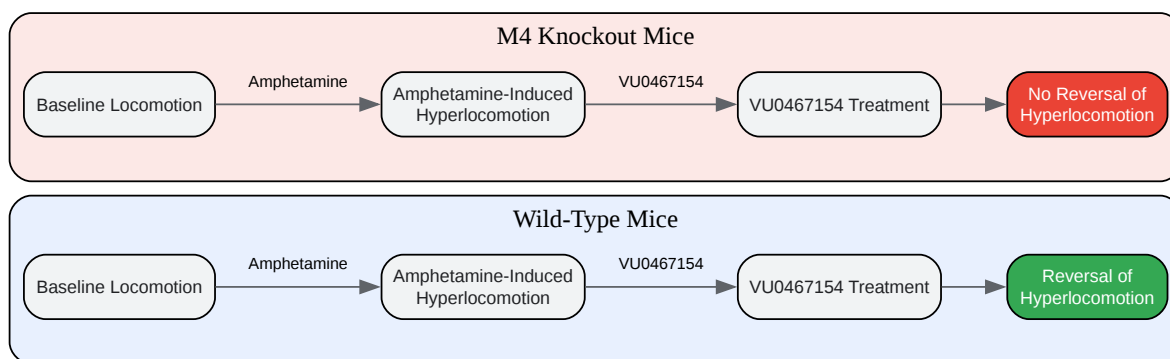 M4 Knockout Mice
Amphetamine
VU0467154
Baseline Locomotion
Amphetamine-Induced
Hyperlocomotion
VU0467154 Treatment
No Reversal of
Hyperlocomotion
Wild-Type Mice
Amphetamine
VU0467154
Baseline Locomotion
Amphetamine-Induced
Hyperlocomotion
VU0467154 Treatment
Reversal of
Hyperlocomotion